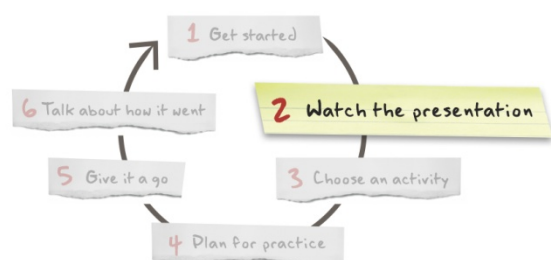 1 Get started
2 Watch the presentation
3 Choose an activity
4 Plan for practice
5 Give it a go
6 Talk about how it went